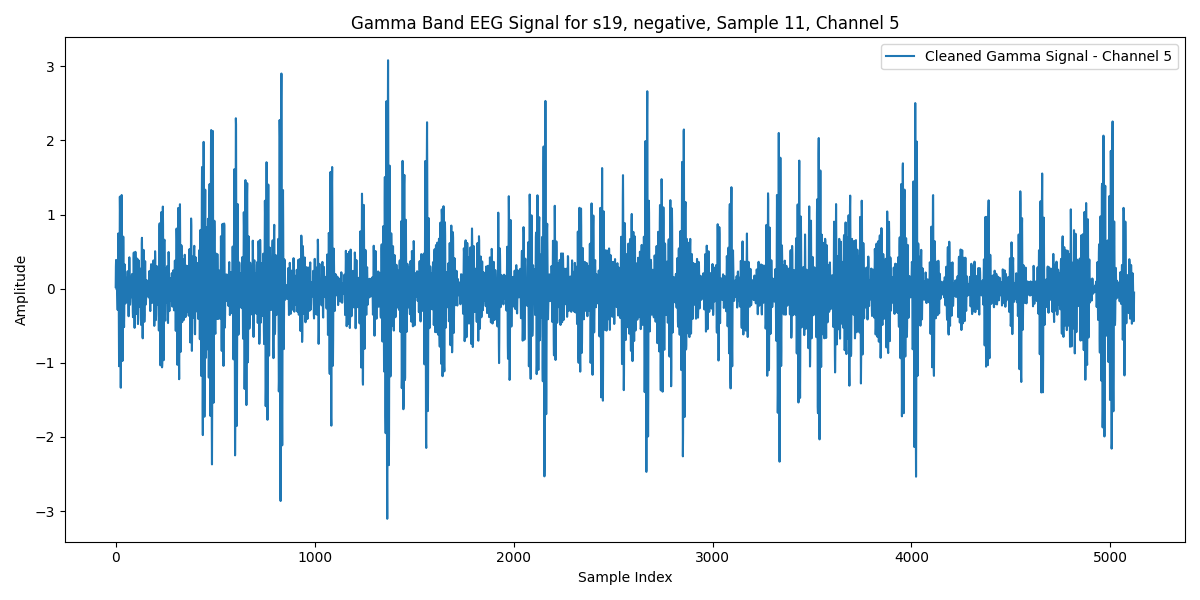 Gamma Band EEG Signal for s19, negative, Sample 11, Channel 5
Cleaned Gamma Signal - Channel 5
Amplitude
3
2
1
0
−1
−2
−3
0 1000 2000 3000 4000 5000
Sample Index